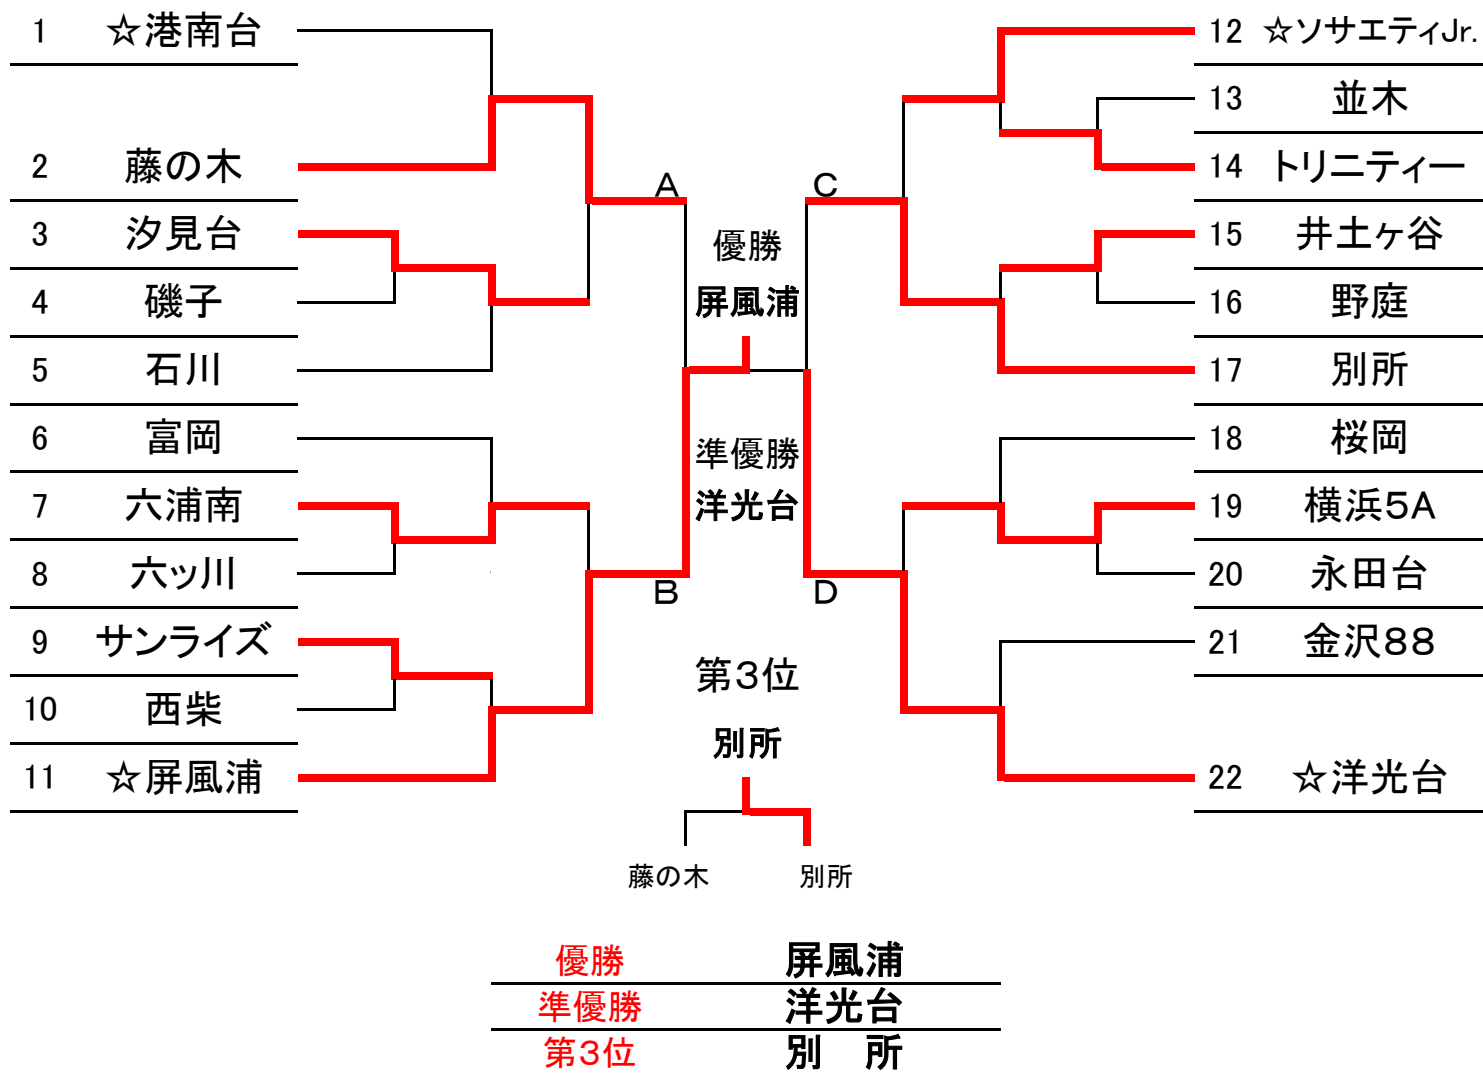 1 ☆港南台
2 藤の木
3 汐見台
4 磯子
5 石川
6 富岡
7 六浦南
8 六ッ川
9 サンライズ
10 西柴
11 ☆屏風浦
A
B
優勝
屏風浦
準優勝
洋光台
第3位
別所
藤の木 別所
C
D
12 ☆ソサエティJr.
13 並木
14 トリニティー
15 井土ヶ谷
16 野庭
17 別所
18 桜岡
19 横浜5A
20 永田台
21 金沢88
22 ☆洋光台
優勝 屏風浦
準優勝 洋光台
第3位 別　所